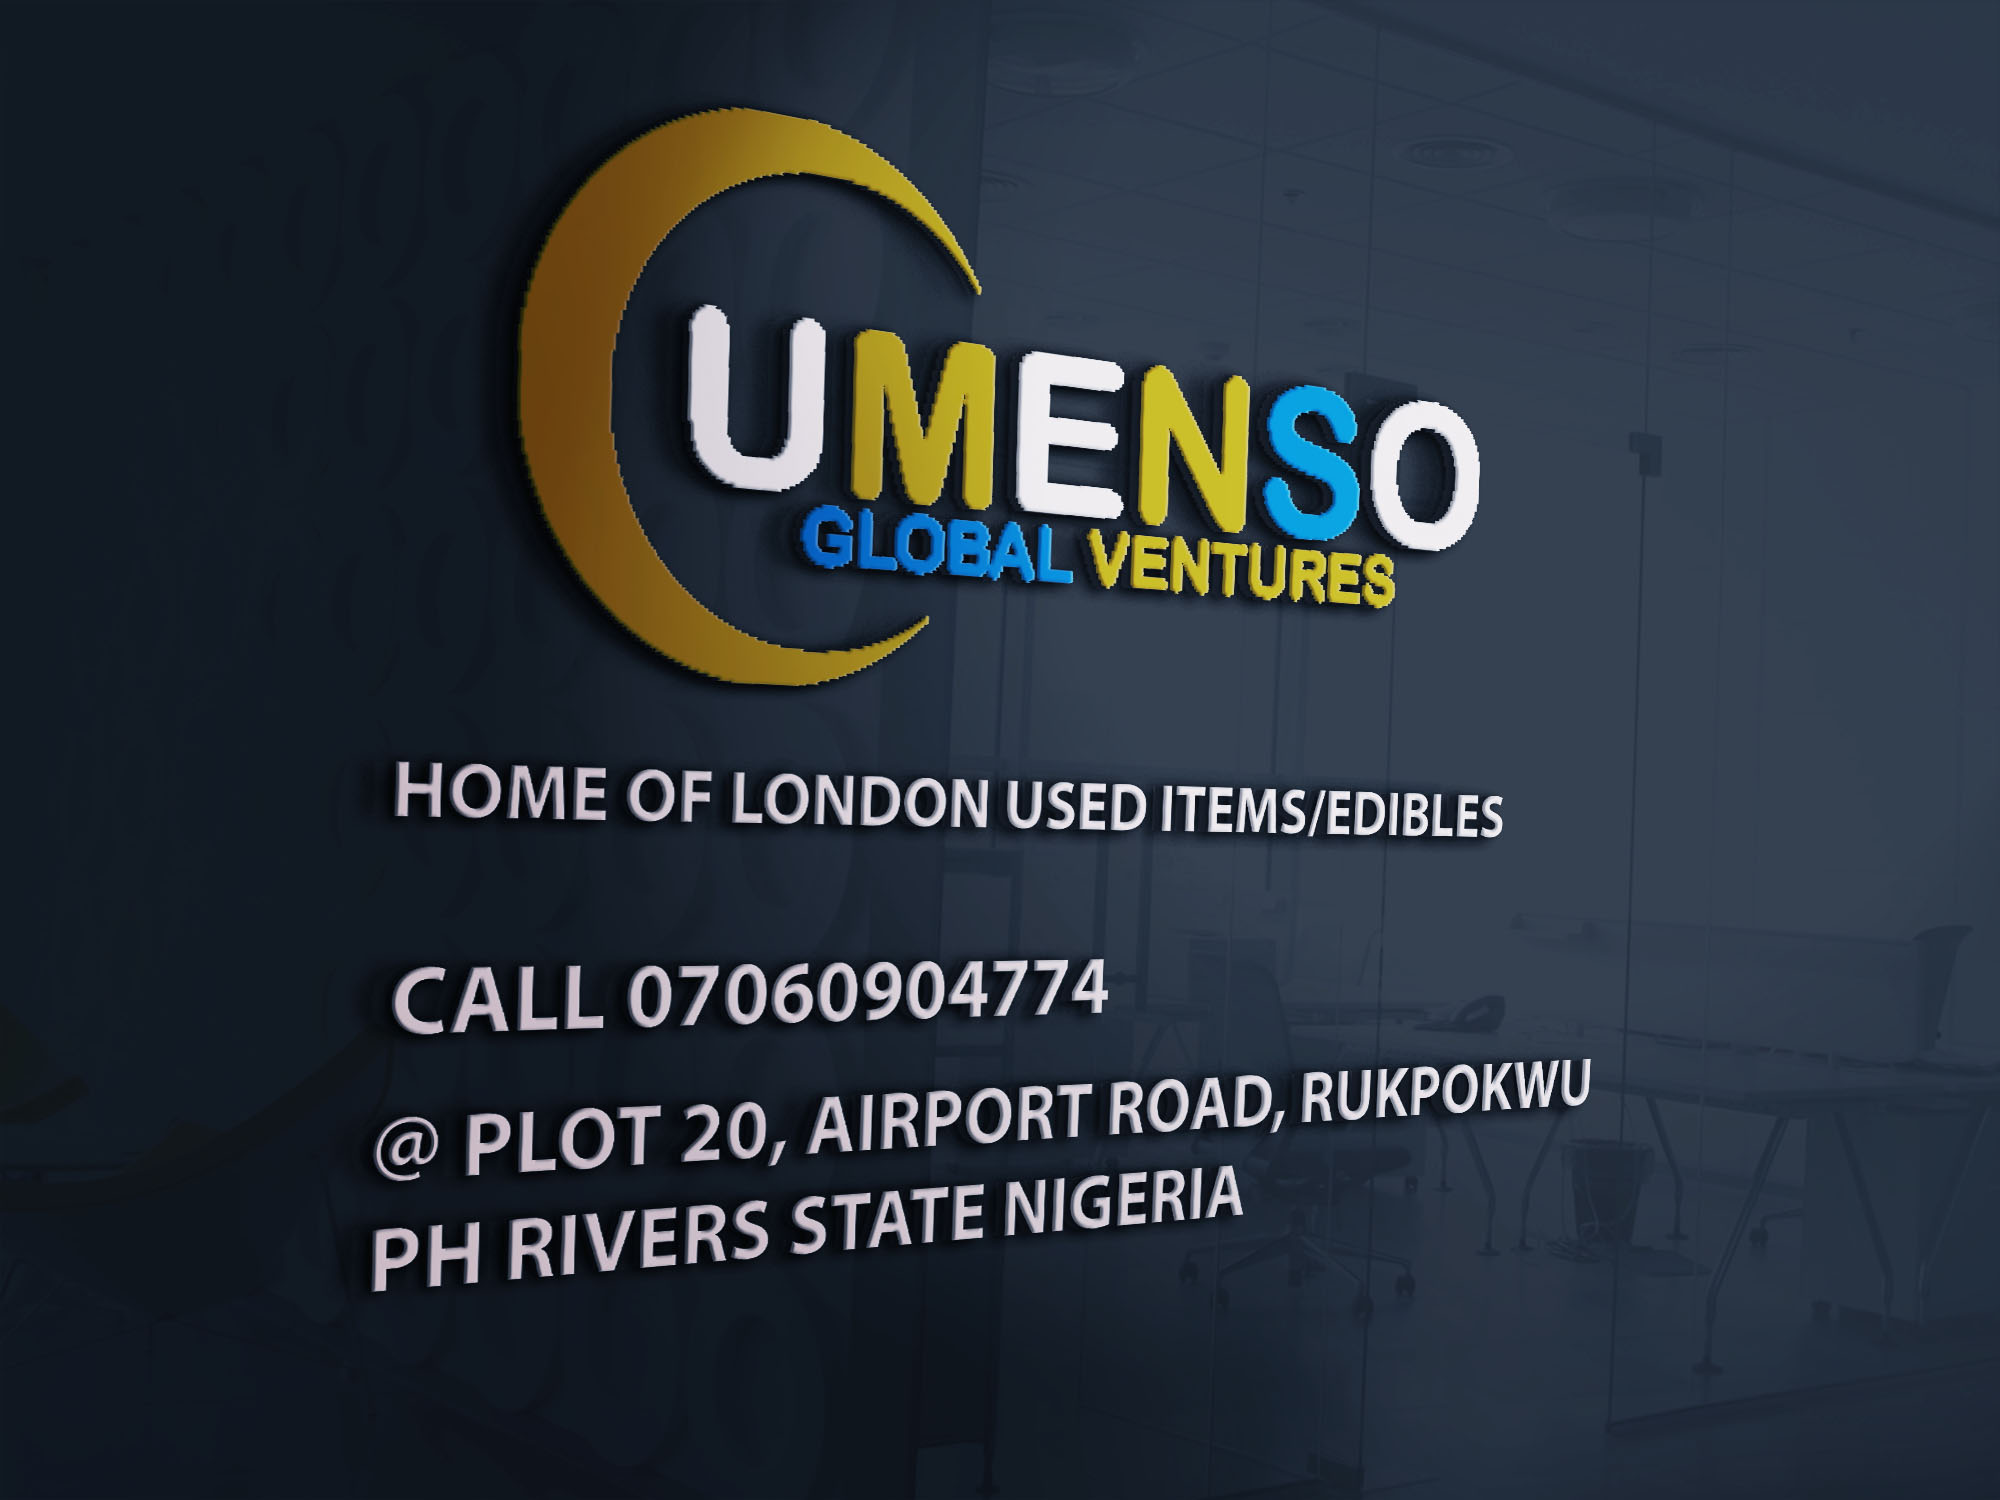 UMENSO
GLOBAL VENTURES
HOME OF LONDON USED ITEMS/EDIBLES
CALL 07060904774
@ PLOT 20, AIRPORT ROAD, RUKPOKWU
PH RIVERS STATE NIGERIA